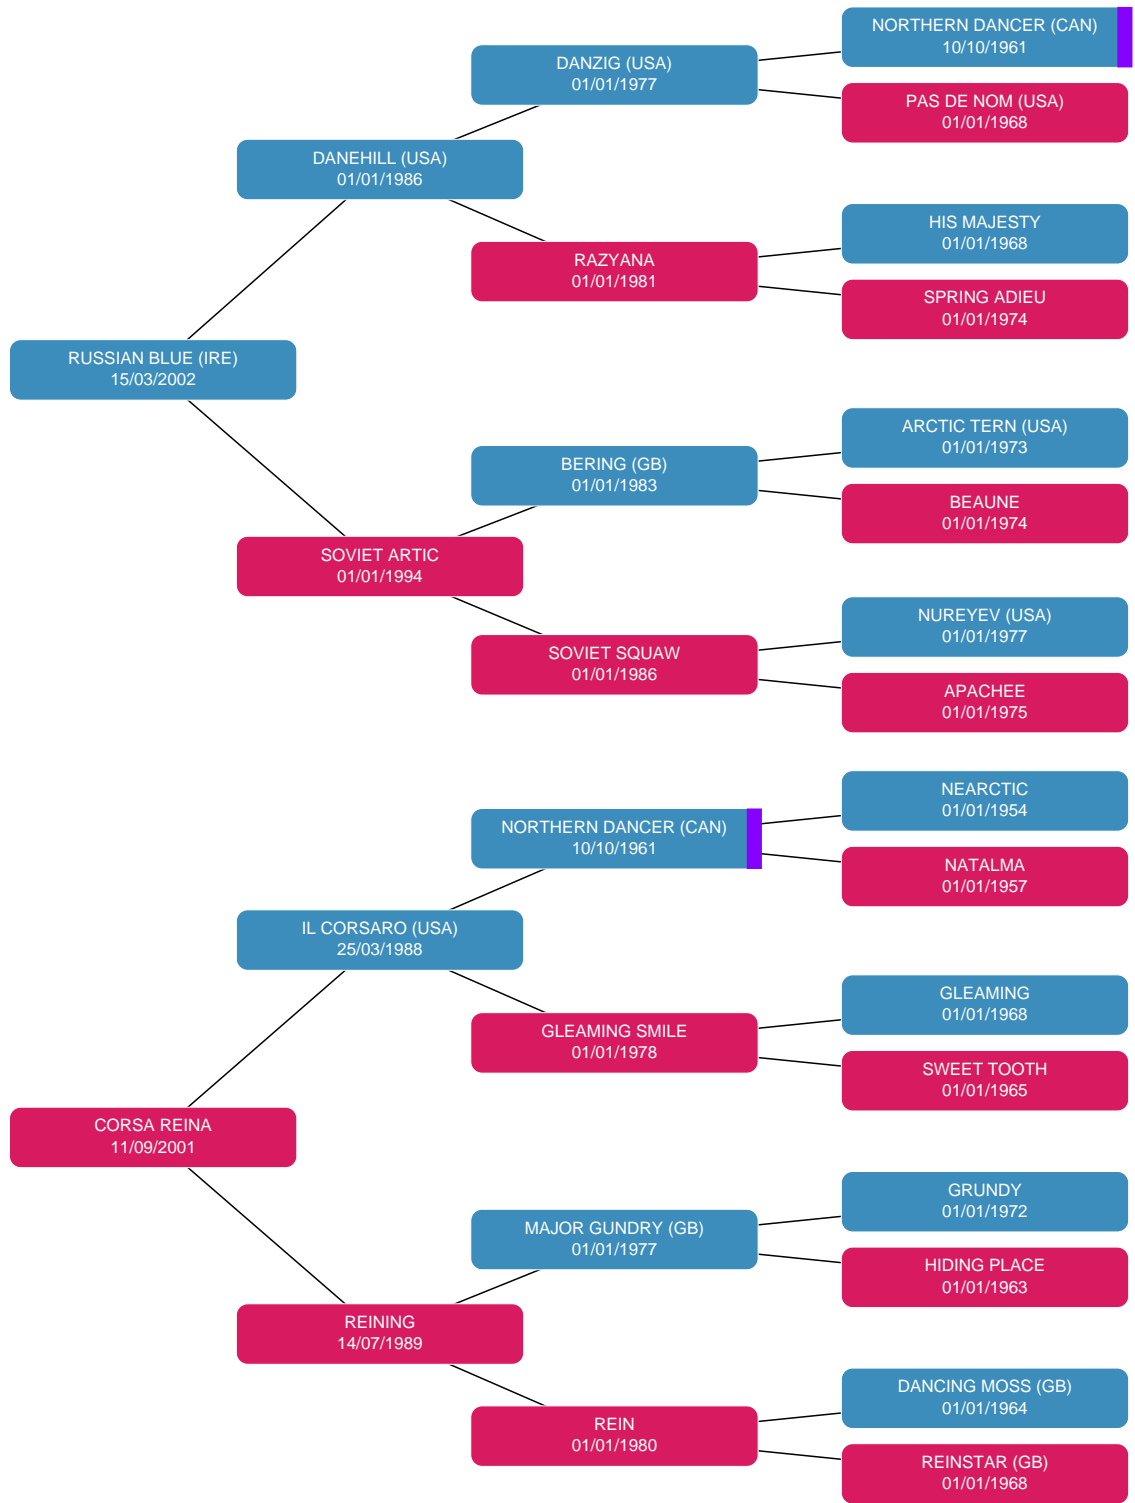 NORTHERN DANCER (CAN)
10/10/1961
DANZIG (USA)
01/01/1977
PAS DE NOM (USA)
01/01/1968
DANEHILL (USA)
01/01/1986
HIS MAJESTY
01/01/1968
RAZYANA
01/01/1981
SPRING ADIEU
01/01/1974
RUSSIAN BLUE (IRE)
15/03/2002
ARCTIC TERN (USA)
01/01/1973
BERING (GB)
01/01/1983
BEAUNE
01/01/1974
SOVIET ARTIC
01/01/1994
NUREYEV (USA)
01/01/1977
SOVIET SQUAW
01/01/1986
APACHEE
01/01/1975
NEARCTIC
01/01/1954
NORTHERN DANCER (CAN)
10/10/1961
NATALMA
01/01/1957
IL CORSARO (USA)
25/03/1988
GLEAMING
01/01/1968
GLEAMING SMILE
01/01/1978
SWEET TOOTH
01/01/1965
CORSA REINA
11/09/2001
GRUNDY
01/01/1972
MAJOR GUNDRY (GB)
01/01/1977
HIDING PLACE
01/01/1963
REINING
14/07/1989
DANCING MOSS (GB)
01/01/1964
REIN
01/01/1980
REINSTAR (GB)
01/01/1968